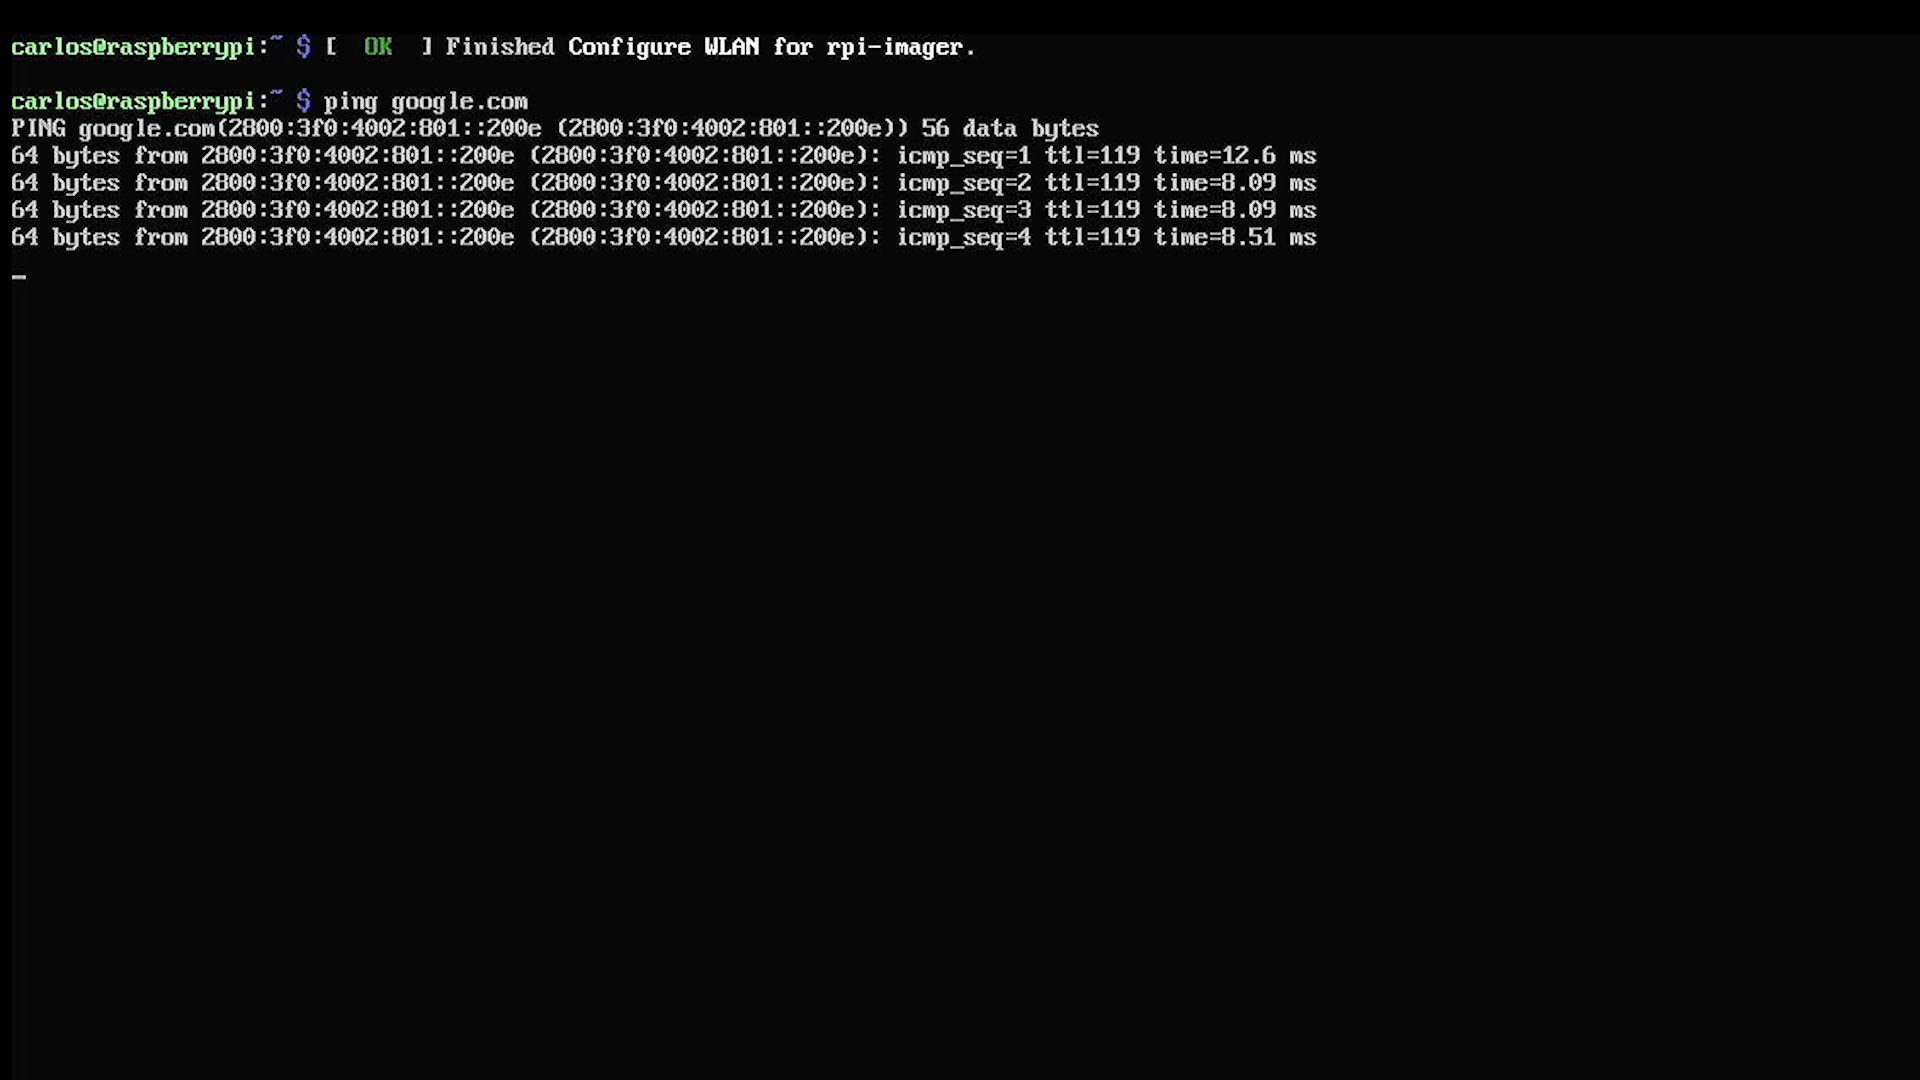 carlos@raspberrypi:~ $ [  OK  ] Finished Configure WLAN for rpi-imager.
carlos@raspberrypi:~ $ ping google.com
PING google.com(2800:3f0:4002:801::200e (2800:3f0:4002:801::200e)) 56 data bytes
64 bytes from 2800:3f0:4002:801::200e (2800:3f0:4002:801::200e): icmp_seq=1 ttl=119 time=12.6 ms
64 bytes from 2800:3f0:4002:801::200e (2800:3f0:4002:801::200e): icmp_seq=2 ttl=119 time=8.09 ms
64 bytes from 2800:3f0:4002:801::200e (2800:3f0:4002:801::200e): icmp_seq=3 ttl=119 time=8.09 ms
64 bytes from 2800:3f0:4002:801::200e (2800:3f0:4002:801::200e): icmp_seq=4 ttl=119 time=8.51 ms